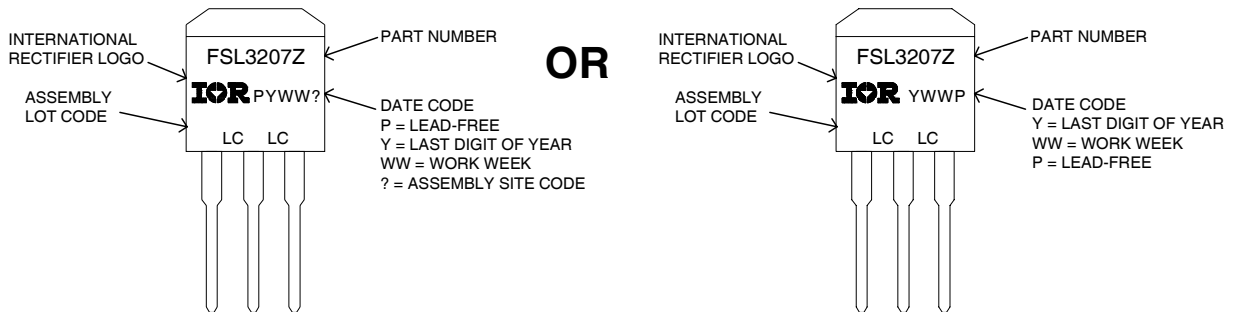 INTERNATIONAL
RECTIFIER LOGO
ASSEMBLY
LOT CODE
FSL3207Z
IOR PYWW?
LC LC
PART NUMBER
DATE CODE
P = LEAD-FREE
Y = LAST DIGIT OF YEAR
WW = WORK WEEK
? = ASSEMBLY SITE CODE
OR
INTERNATIONAL
RECTIFIER LOGO
ASSEMBLY
LOT CODE
FSL3207Z
IOR YWWP
LC LC
PART NUMBER
DATE CODE
Y = LAST DIGIT OF YEAR
WW = WORK WEEK
P = LEAD-FREE